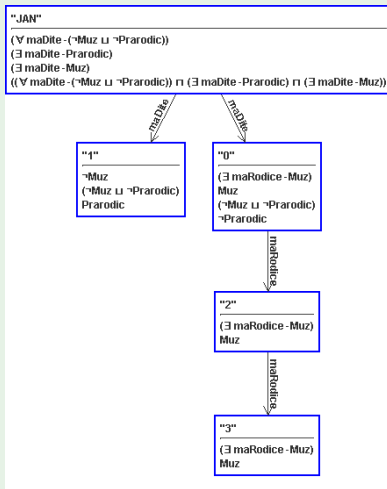 "JAN"
(∀ maDite-(¬Muz ⊔ ¬Prarodic))
(∃ maDite-Prarodic)
(∃ maDite-Muz)
((∀ maDite-(¬Muz ⊔ ¬Prarodic)) ⊓ (∃ maDite-Prarodic) ⊓ (∃ maDite-Muz))
maDite
maDite
"1"
¬Muz
(¬Muz ⊔ ¬Prarodic)
Prarodic
"0"
(∃ maRodice-Muz)
Muz
(¬Muz ⊔ ¬Prarodic)
¬Prarodic
maRodice
"2"
(∃ maRodice-Muz)
Muz
maRodice
"3"
(∃ maRodice-Muz)
Muz